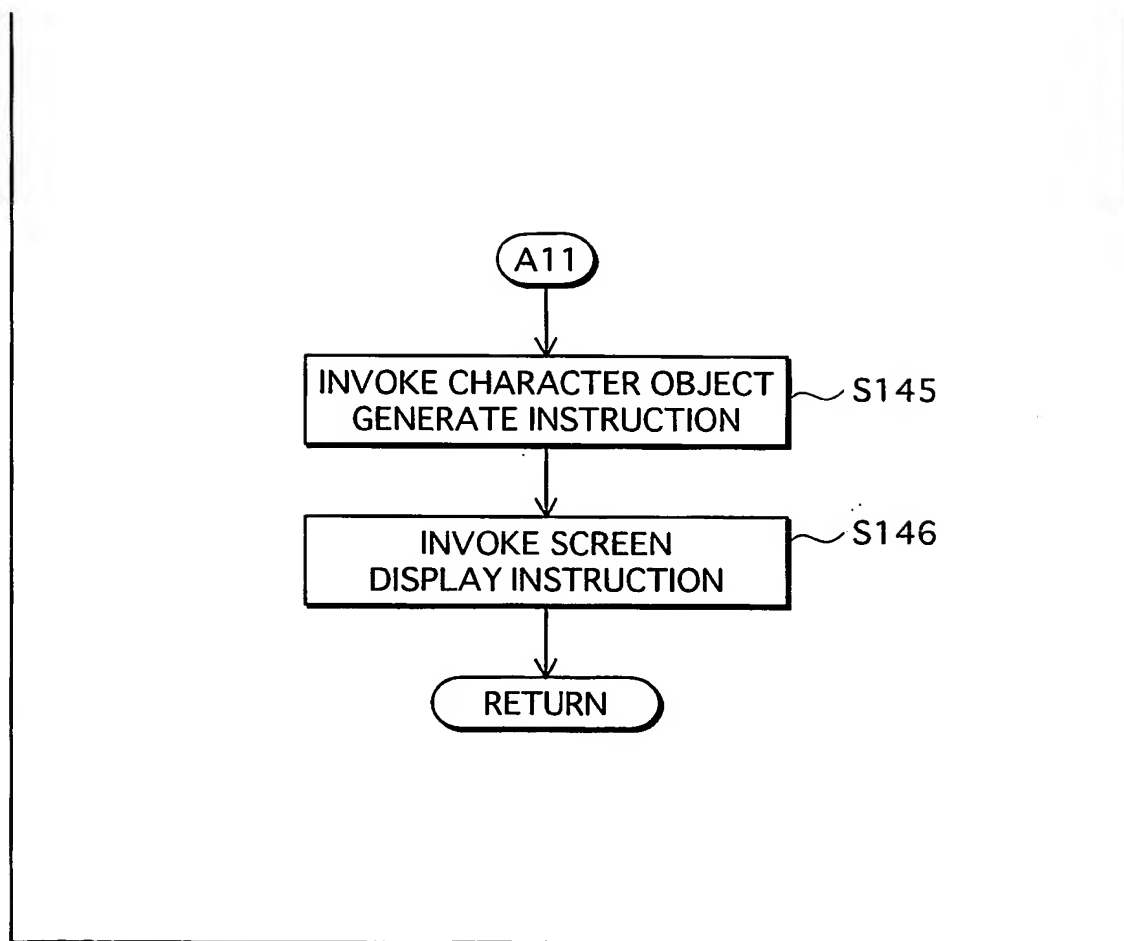 A11
INVOKE CHARACTER OBJECT
GENERATE INSTRUCTION
S145
INVOKE SCREEN
DISPLAY INSTRUCTION
S146
RETURN